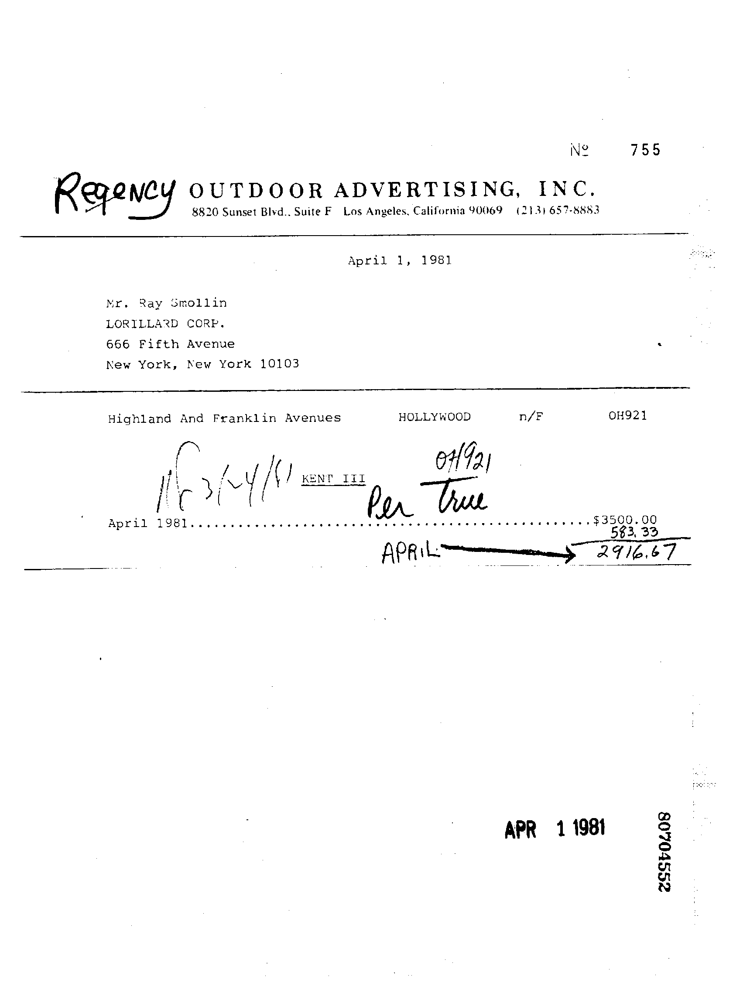 Nº 755
Regency OUTDOOR ADVERTISING, INC.
8820 Sunset Blvd., Suite F Los Angeles, California 90069 (213) 657-8883
April 1, 1981
Mr. Ray Smollin
LORILLARD CORP.
666 Fifth Avenue
New York, New York 10103
Highland And Franklin Avenues HOLLYWOOD n/F OH921
OH921
KENT III
Per True
April 1981......................................................$3500.00
583.33
APRIL 2916.67
APR 1 1981
80704552